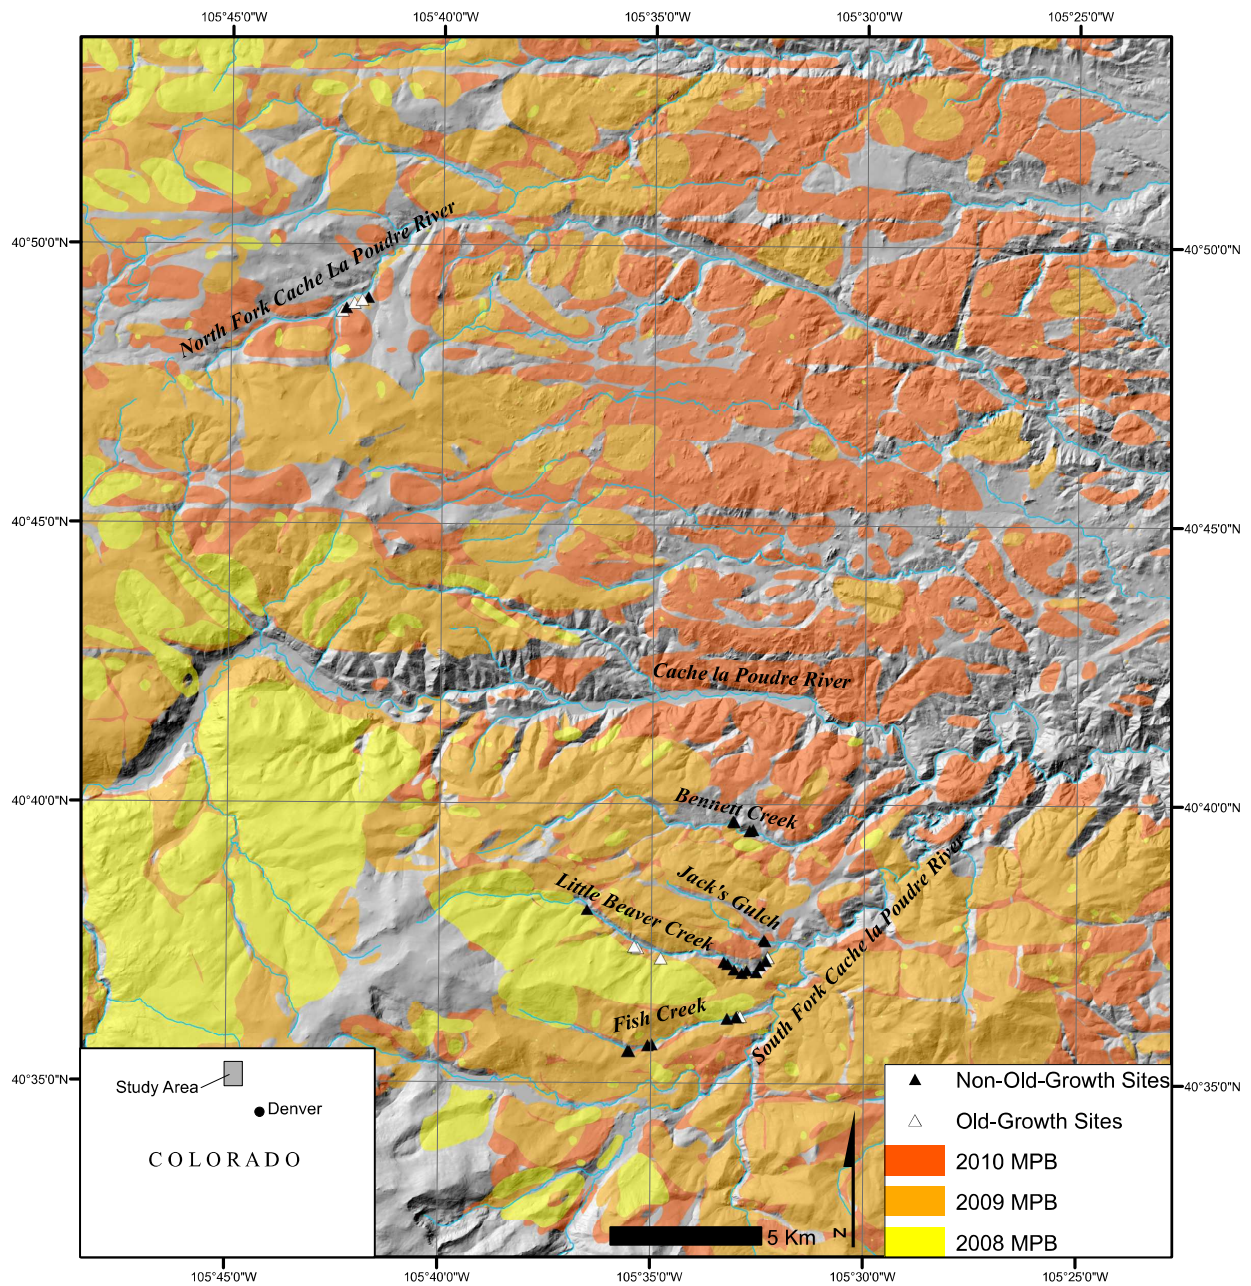 105°45'0"W 105°40'0"W 105°35'0"W 105°30'0"W 105°25'0"W
40°50'0"N 40°50'0"N
North Fork Cache La Poudre River
40°45'0"N 40°45'0"N
Cache la Poudre River
40°40'0"N 40°40'0"N
Bennett Creek
Jack's Gulch
Little Beaver Creek
South Fork Cache la Poudre River
Fish Creek
40°35'0"N 40°35'0"N
Study Area
Denver
COLORADO
Non-Old-Growth Sites
Old-Growth Sites
2010 MPB
2009 MPB
2008 MPB
5 Km
N
105°45'0"W 105°40'0"W 105°35'0"W 105°30'0"W 105°25'0"W